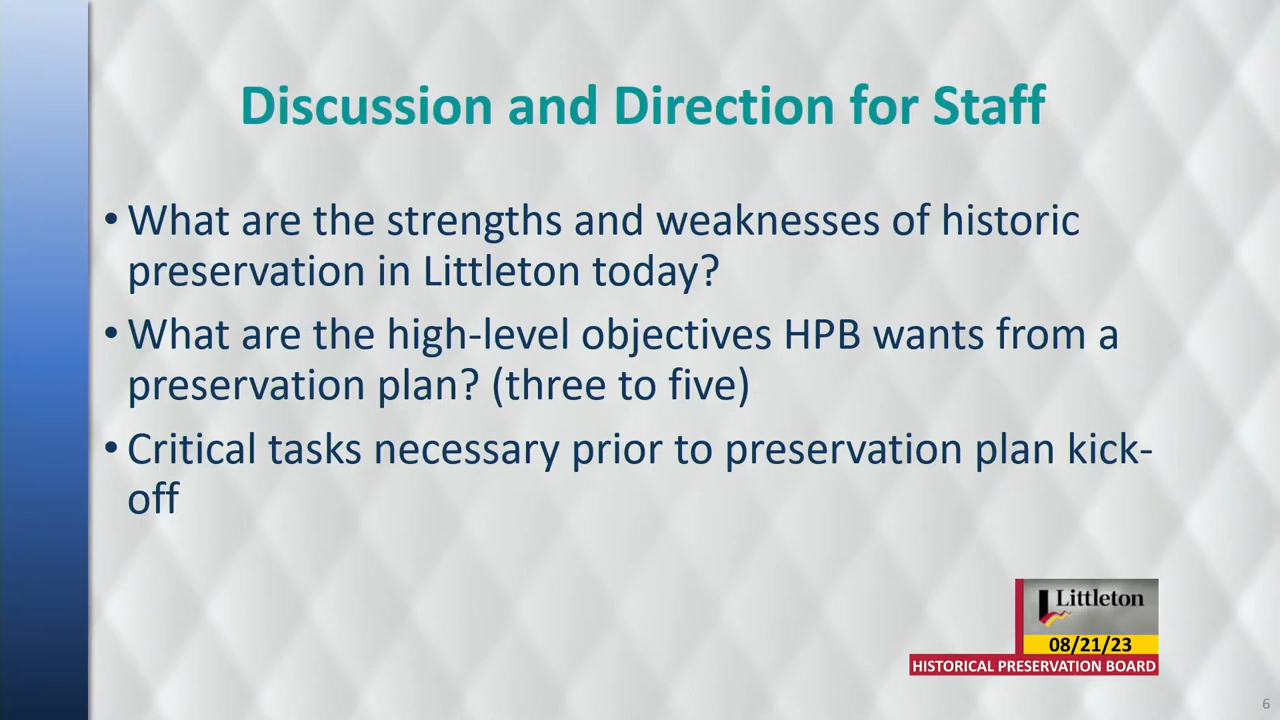 Discussion and Direction for Staff
• What are the strengths and weaknesses of historic
preservation in Littleton today?
• What are the high-level objectives HPB wants from a
preservation plan? (three to five)
• Critical tasks necessary prior to preservation plan kick-
off
Littleton
08/21/23
HISTORICAL PRESERVATION BOARD
6